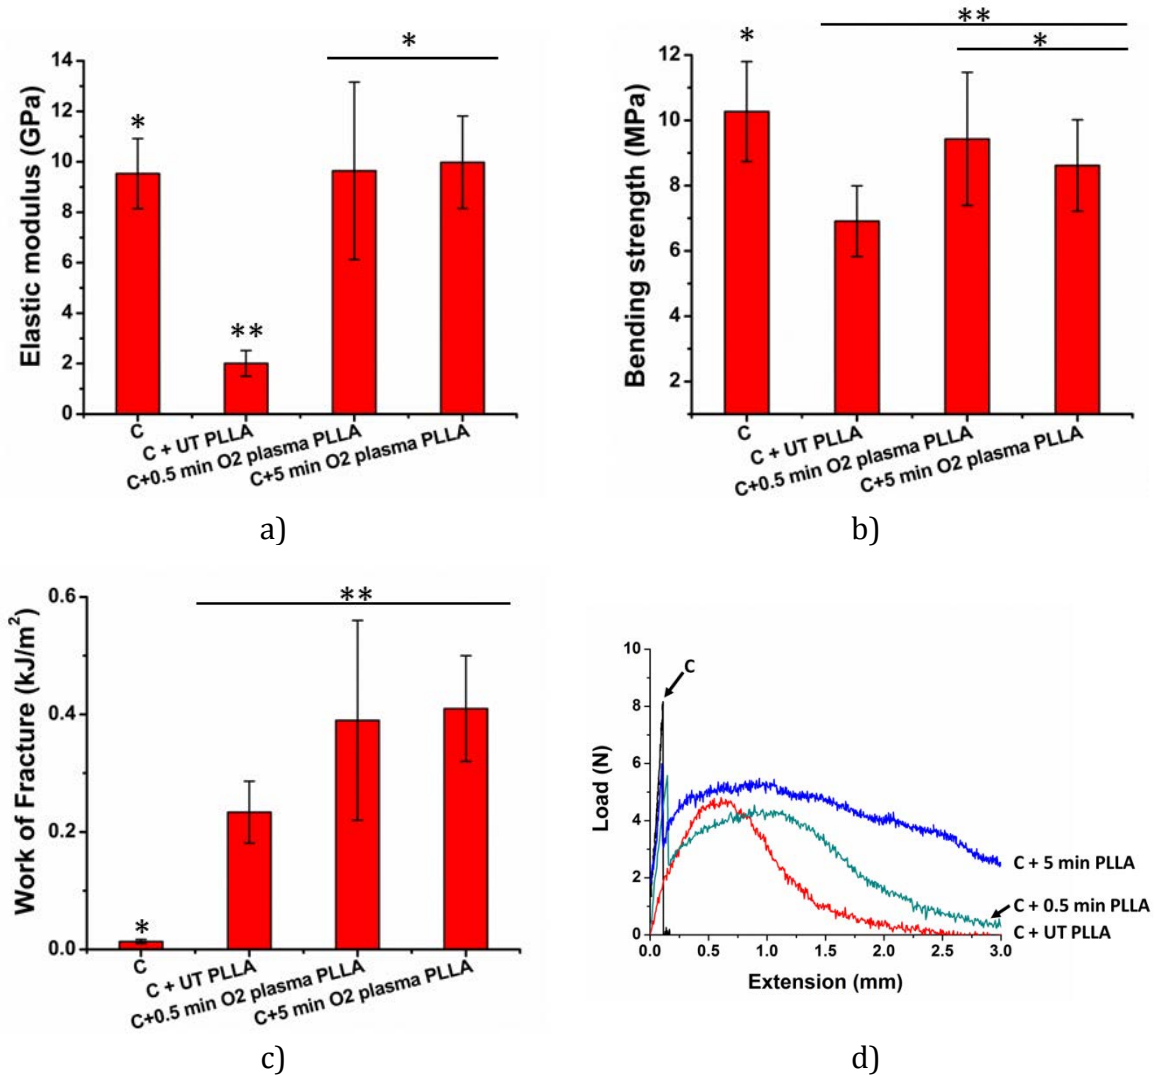 *
**
*
Elastic modulus (GPa)
14
12
10
8
6
4
2
0
*
**
C
C + UT PLLA
C+0.5 min O2 plasma PLLA
C+5 min O2 plasma PLLA
a)
**
*
*
Bending strength (MPa)
12
10
8
6
4
2
C
C + UT PLLA
C+0.5 min O2 plasma PLLA
C+5 min O2 plasma PLLA
b)
Work of Fracture (kJ/m²)
0.6
0.4
0.2
0.0
**
*
C
C + UT PLLA
C+0.5 min O2 plasma PLLA
C+5 min O2 plasma PLLA
c)
Load (N)
10
8
6
4
2
0
C
C + 5 min PLLA
C + 0.5 min PLLA
C + UT PLLA
0.0 0.5 1.0 1.5 2.0 2.5 3.0
Extension (mm)
d)